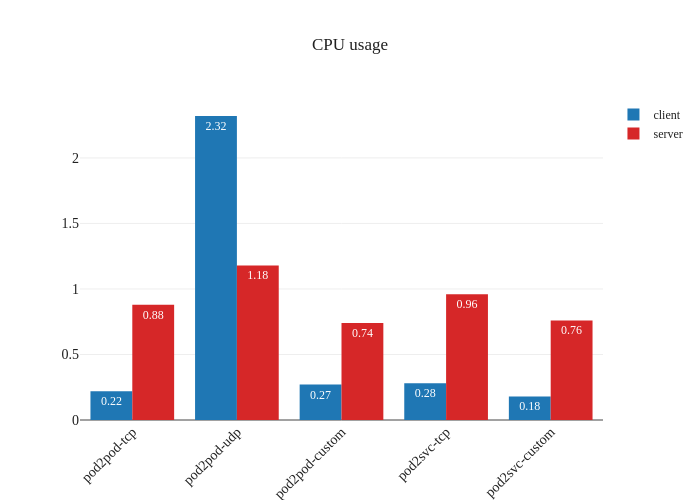 CPU usage
client
server
2
1.5
1
0.5
0
0.22
0.88
2.32
1.18
0.27
0.74
0.28
0.96
0.18
0.76
pod2pod-tcp
pod2pod-udp
pod2pod-custom
pod2svc-tcp
pod2svc-custom